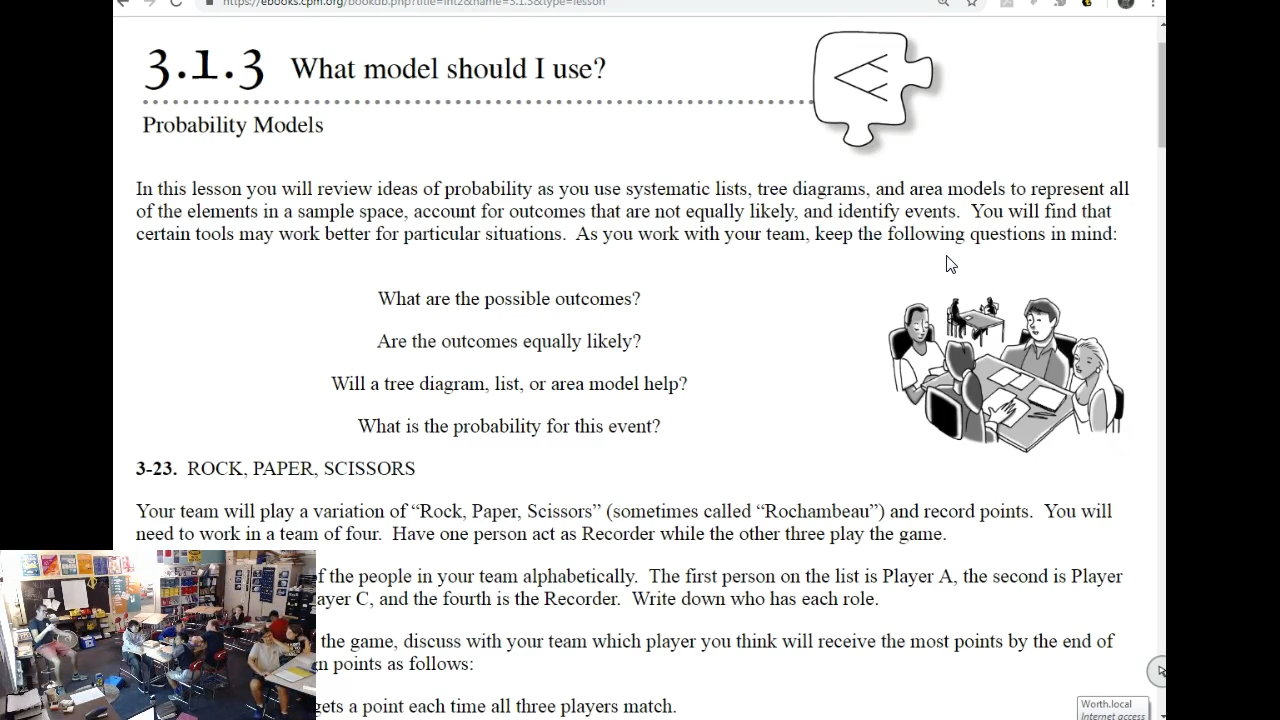 3.1.3 What model should I use?
Probability Models
In this lesson you will review ideas of probability as you use systematic lists, tree diagrams, and area models to represent all
of the elements in a sample space, account for outcomes that are not equally likely, and identify events. You will find that
certain tools may work better for particular situations. As you work with your team, keep the following questions in mind:
What are the possible outcomes?
Are the outcomes equally likely?
Will a tree diagram, list, or area model help?
What is the probability for this event?
3-23. ROCK, PAPER, SCISSORS
Your team will play a variation of “Rock, Paper, Scissors” (sometimes called “Rochambeau”) and record points. You will
need to work in a team of four. Have one person act as Recorder while the other three play the game.
of the people in your team alphabetically. The first person on the list is Player A, the second is Player
ayer C, and the fourth is the Recorder. Write down who has each role.
the game, discuss with your team which player you think will receive the most points by the end of
n points as follows:
gets a point each time all three players match.
Worth.local
Internet access